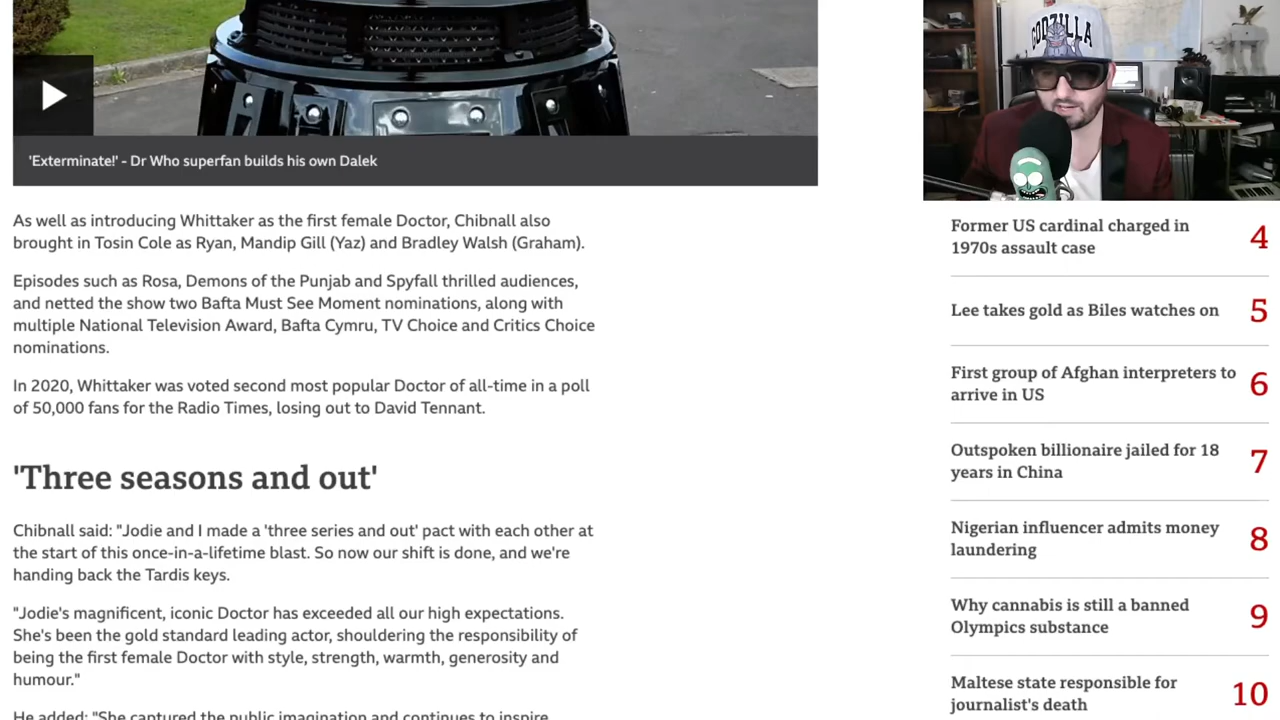 GODZILLA
'Exterminate!' - Dr Who superfan builds his own Dalek
As well as introducing Whittaker as the first female Doctor, Chibnall also
brought in Tosin Cole as Ryan, Mandip Gill (Yaz) and Bradley Walsh (Graham).
Episodes such as Rosa, Demons of the Punjab and Spyfall thrilled audiences,
and netted the show two Bafta Must See Moment nominations, along with
multiple National Television Award, Bafta Cymru, TV Choice and Critics Choice
nominations.
In 2020, Whittaker was voted second most popular Doctor of all-time in a poll
of 50,000 fans for the Radio Times, losing out to David Tennant.
'Three seasons and out'
Chibnall said: "Jodie and I made a 'three series and out' pact with each other at
the start of this once-in-a-lifetime blast. So now our shift is done, and we're
handing back the Tardis keys.
"Jodie's magnificent, iconic Doctor has exceeded all our high expectations.
She's been the gold standard leading actor, shouldering the responsibility of
being the first female Doctor with style, strength, warmth, generosity and
humour."
He added: "She captured the public imagination and continues to inspire
Former US cardinal charged in
1970s assault case
4
Lee takes gold as Biles watches on
5
First group of Afghan interpreters to
arrive in US
6
Outspoken billionaire jailed for 18
years in China
7
Nigerian influencer admits money
laundering
8
Why cannabis is still a banned
Olympics substance
9
Maltese state responsible for
journalist's death
10